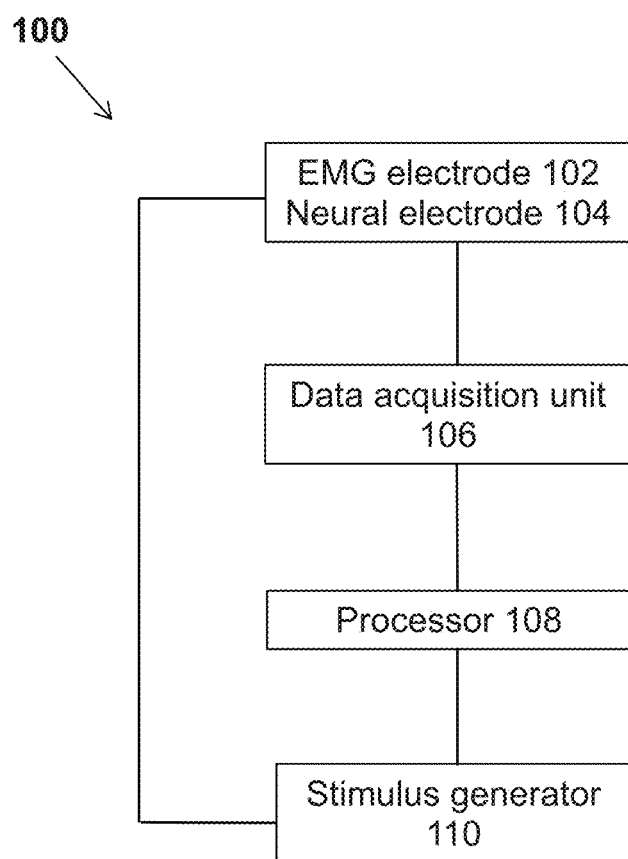 100
EMG electrode 102
Neural electrode 104
Data acquisition unit
106
Processor 108
Stimulus generator
110